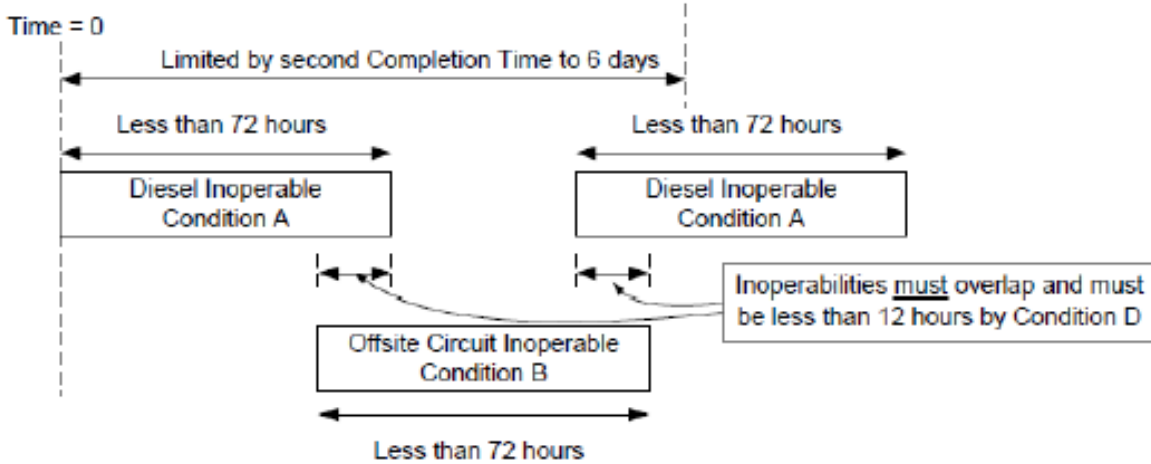 Time = 0
Limited by second Completion Time to 6 days
Less than 72 hours
Less than 72 hours
Diesel Inoperable
Condition A
Diesel Inoperable
Condition A
Inoperabilities must overlap and must
be less than 12 hours by Condition D
Offsite Circuit Inoperable
Condition B
Less than 72 hours